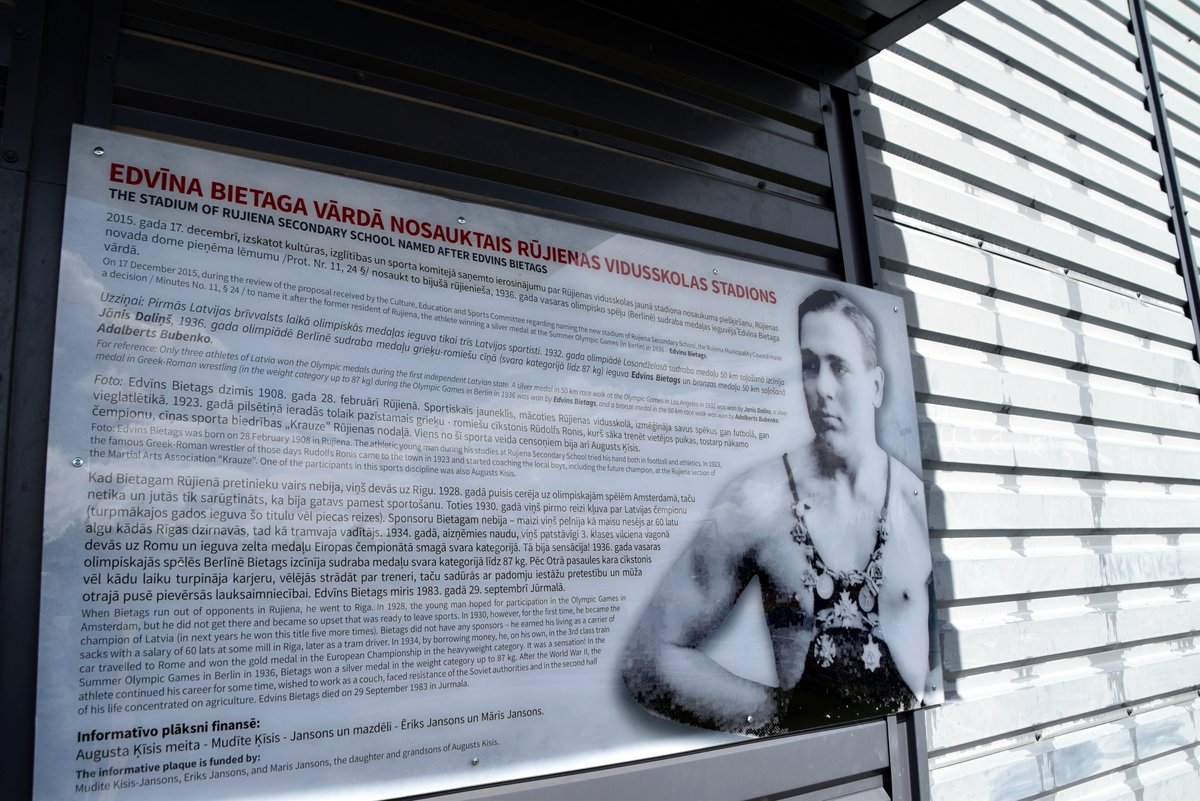 EDVĪNA BIETAGA VĀRDĀ NOSAUKTAIS RŪJIENAS VIDUSSKOLAS STADIONS
THE STADIUM OF RUJIENA SECONDARY SCHOOL NAMED AFTER EDVINS BIETAGS
2015. gada 17. decembrī, izskatot kultūras, izglītības un sporta komitejā saņemto ierosinājumu par Rūjienas vidusskolas jaunā stadiona nosaukuma piešķiršanu, Rūjienas
novada dome pieņēma lēmumu /Prot. Nr. 11, 24 §/ nosaukt to bijušā rūjienieša, 1936. gada vasaras olimpisko spēļu (Berlīnē) sudraba medaļas ieguvēja Edvīna Bietaga
vārdā.
On 17 December 2015, during the review of the proposal received by the Culture, Education and Sports Committee regarding naming the new stadium of Rujiena Secondary School, the Rujiena Municipality Council made
a decision / Minutes No. 11, § 24 / to name it after the former resident of Rujiena, the athlete winning a silver medal at the Summer Olympic Games (in Berlin) in 1936 - Edvins Bietags.
Uzziņai: Pirmās Latvijas brīvvalsts laikā olimpiskās medaļas ieguva tikai trīs Latvijas sportisti. 1932. gada olimpiādē Losandželosā sudraba medaļu 50 km soļošanā izcīnīja
Jānis Daliņš, 1936. gada olimpiādē Berlīnē sudraba medaļu grieķu-romiešu cīņā (svara kategorijā līdz 87 kg) ieguva Edvīns Bietags un bronzas medaļu 50 km soļošanā
Adalberts Bubenko.
For reference: Only three athletes of Latvia won the Olympic medals during the first independent Latvian state. A silver medal in 50 km race walk at the Olympic Games in Los Angeles in 1932 was won by Janis Dalins, a silver
medal in Greek-Roman wrestling (in the weight category up to 87 kg) during the Olympic Games in Berlin in 1936 was won by Edvins Bietags, and a bronze medal in the 50 km race walk was won by Adalberts Bubenko
Foto: Edvīns Bietags dzimis 1908. gada 28. februārī Rūjienā. Sportiskais jauneklis, mācoties Rūjienas vidusskolā, izmēģināja savus spēkus gan futbolā, gan
vieglatlētikā. 1923. gadā pilsētiņā ieradās tolaik pazīstamais grieķu - romiešu cīkstonis Rūdolfs Ronis, kurš sāka trenēt vietējos puikas, tostarp nākamo
čempionu, cīņas sporta biedrības „Krauze” Rūjienas nodaļā. Viens no šī sporta veida censoņiem bija arī Augusts Ķīsis.
Foto: Edvins Bietags was born on 28 February 1908 in Rujiena. The athletic young man during his studies at Rujiena Secondary School tried his hand both in football and athletics. In 1923,
the famous Greek-Roman wrestler of those days Rudolfs Ronis came to the town in 1923 and started coaching the local boys, including the future champion, at the Rujiena section of
the Martial Arts Association “Krauze”. One of the participants in this sports discipline was also Augusts Kisis.
Kad Bietagam Rūjienā pretinieku vairs nebija, viņš devās uz Rīgu. 1928. gadā puisis cerēja uz olimpiskajām spēlēm Amsterdamā, taču
netika un jutās tik sarūgtināts, ka bija gatavs pamest sportošanu. Toties 1930. gadā viņš pirmo reizi kļuva par Latvijas čempionu
(turpmākajos gados ieguva šo titulu vēl piecas reizes). Sponsoru Bietagam nebija – maizi viņš pelnīja kā maisu nesējs ar 60 latu
algu kādās Rīgas dzirnavās, tad kā tramvaja vadītājs. 1934. gadā, aizņēmies naudu, viņš patstāvīgi 3. klases vilciena vagonā
devās uz Romu un ieguva zelta medaļu Eiropas čempionātā smagā svara kategorijā. Tā bija sensācija! 1936. gada vasaras
olimpiskajās spēlēs Berlīnē Bietags izcīnīja sudraba medaļu svara kategorijā līdz 87 kg. Pēc Otrā Pasaules kara cīkstonis
vēl kādu laiku turpināja karjeru, vēlējās strādāt par treneri, taču sadūrās ar padomju iestāžu pretestību un mūža
otrajā pusē pievērsās lauksaimniecībai. Edvīns Bietags miris 1983. gadā 29. septembrī Jūrmalā.
When Bietags run out of opponents in Rujiena, he went to Riga. In 1928, the young man hoped for participation in the Olympic Games in
Amsterdam, but he did not get there and became so upset that was ready to leave sports. In 1930, however, for the first time, he became the
champion of Latvia (in next years he won this title five more times). Bietags did not have any sponsors – he earned his living as a carrier of
sacks with a salary of 60 lats at some mill in Riga, later as a tram driver. In 1934, by borrowing money, he, on his own, in the 3rd class train
car travelled to Rome and won the gold medal in the European Championship in the heavyweight category. It was a sensation! In the
Summer Olympic Games in Berlin in 1936, Bietags won a silver medal in the weight category up to 87 kg. After the World War II, the
athlete continued his career for some time, wished to work as a couch, faced resistance of the Soviet authorities and in the second half
of his life concentrated on agriculture. Edvins Bietags died on 29 September 1983 in Jurmala.
Informatīvo plāksni finansē:
Augusta Ķīsis meita - Mudīte Ķīsis - Jansons un mazdēli - Ēriks Jansons un Māris Jansons.
The informative plaque is funded by:
Mudite Kisis-Jansons, Eriks Jansons, and Maris Jansons, the daughter and grandsons of Augusts Kisis.